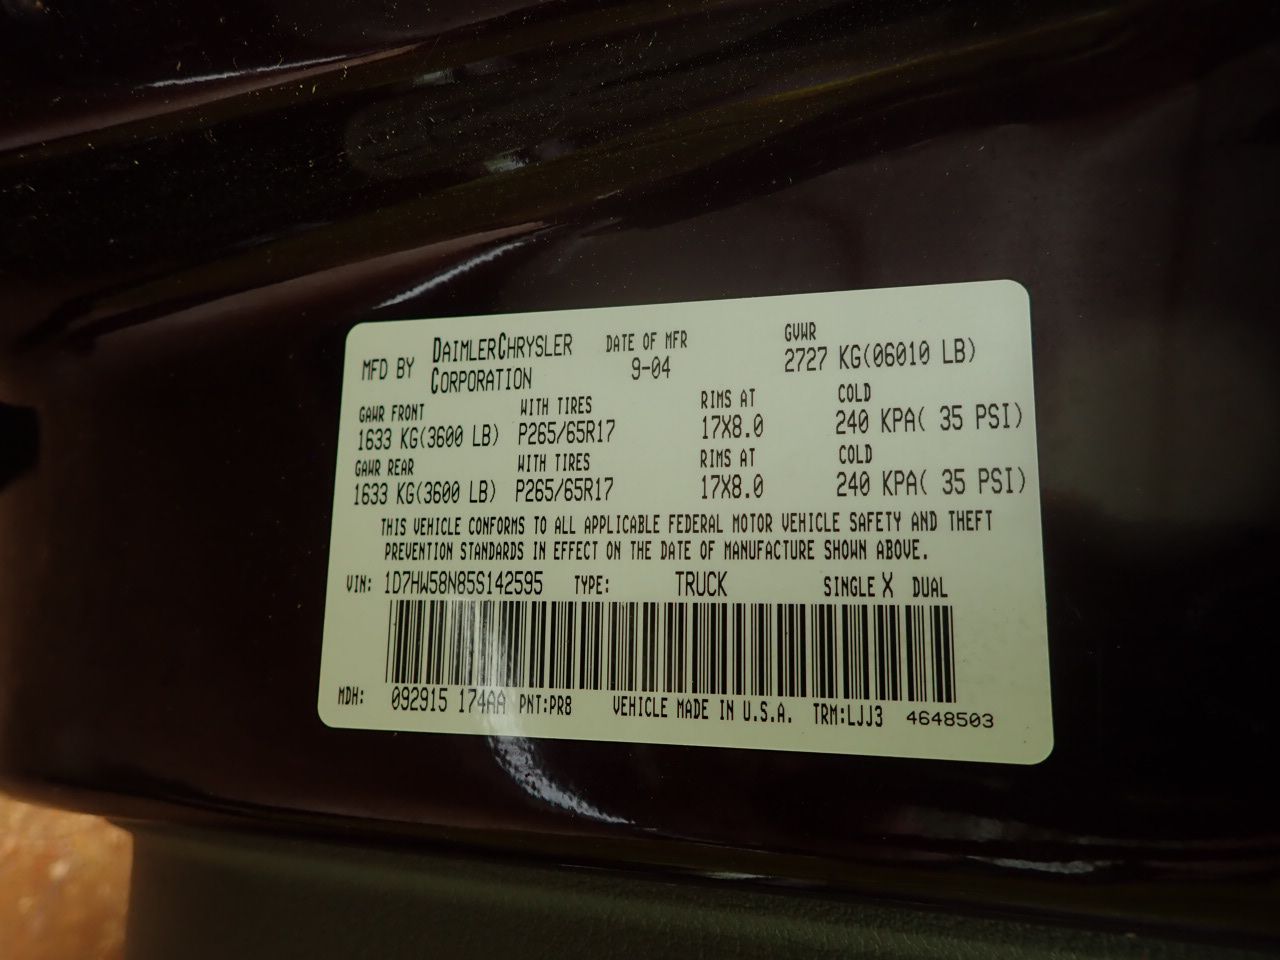 MFD BY DAIMLERCHRYSLER CORPORATION DATE OF MFR 9-04 GVWR 2727 KG(06010 LB)
GAWR FRONT WITH TIRES RIMS AT COLD
1633 KG(3600 LB) P265/65R17 17X8.0 240 KPA( 35 PSI)
GAWR REAR WITH TIRES RIMS AT COLD
1633 KG(3600 LB) P265/65R17 17X8.0 240 KPA( 35 PSI)
THIS VEHICLE CONFORMS TO ALL APPLICABLE FEDERAL MOTOR VEHICLE SAFETY AND THEFT
PREVENTION STANDARDS IN EFFECT ON THE DATE OF MANUFACTURE SHOWN ABOVE.
VIN: 1D7HW58N85S142595 TYPE: TRUCK SINGLE X DUAL
MDH: 092915 174AA PNT:PR8 VEHICLE MADE IN U.S.A. TRM:LJJ3 4648503